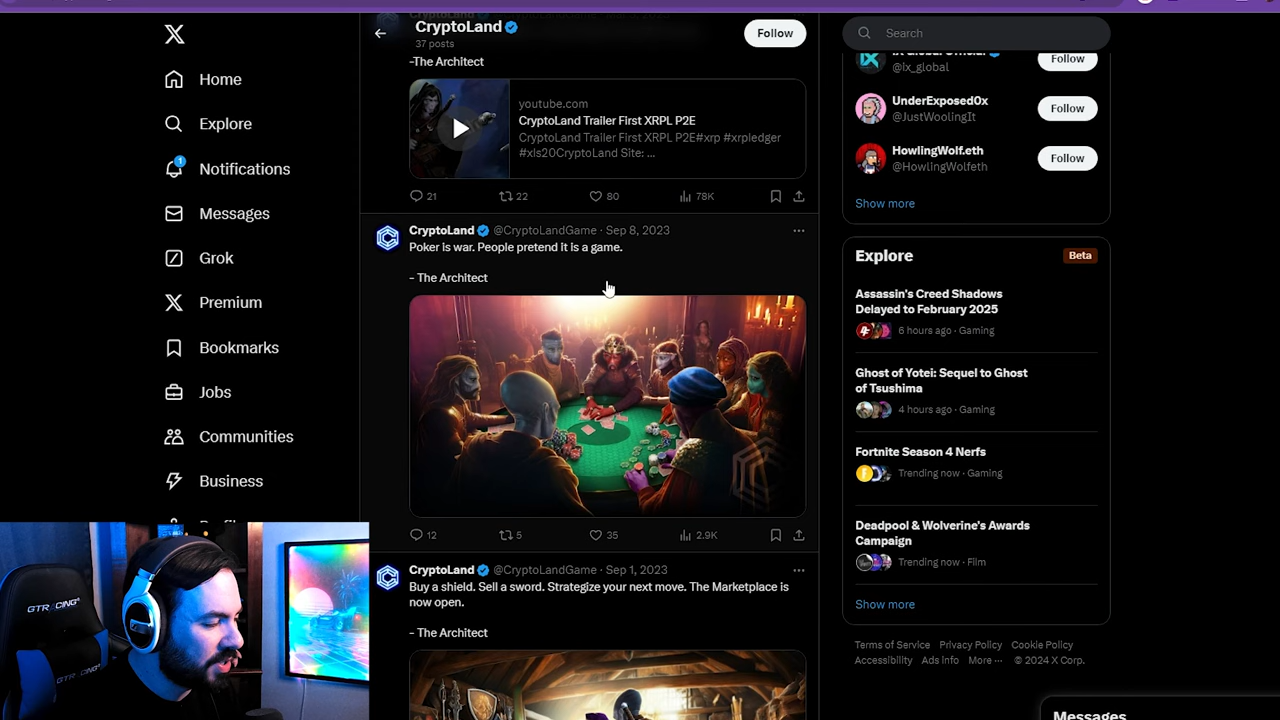 CryptoLand
37 posts
Follow
Home
Explore
1
Notifications
Messages
Grok
Premium
Bookmarks
Jobs
Communities
Business
-The Architect
youtube.com
CryptoLand Trailer First XRPL P2E
CryptoLand Trailer First XRPL P2E#xrp #xrpledger
#xls20CryptoLand Site: ...
21
22
80
78K
CryptoLand @CryptoLandGame · Sep 8, 2023
Poker is war. People pretend it is a game.
- The Architect
12
5
35
2.9K
CryptoLand @CryptoLandGame · Sep 1, 2023
Buy a shield. Sell a sword. Strategize your next move. The Marketplace is
now open.
- The Architect
Search
@ix_global
Follow
UnderExposed0x
@JustWoolingIt
Follow
HowlingWolf.eth
@HowlIngWolfeth
Follow
Show more
Explore
Beta
Assassin's Creed Shadows
Delayed to February 2025
6 hours ago · Gaming
Ghost of Yotei: Sequel to Ghost
of Tsushima
4 hours ago · Gaming
Fortnite Season 4 Nerfs
Trending now · Gaming
Deadpool & Wolverine's Awards
Campaign
Trending now · Film
Show more
Terms of Service Privacy Policy Cookie Policy
Accessibility Ads info More ··· © 2024 X Corp.
Messages
GTRACING
GTRACING